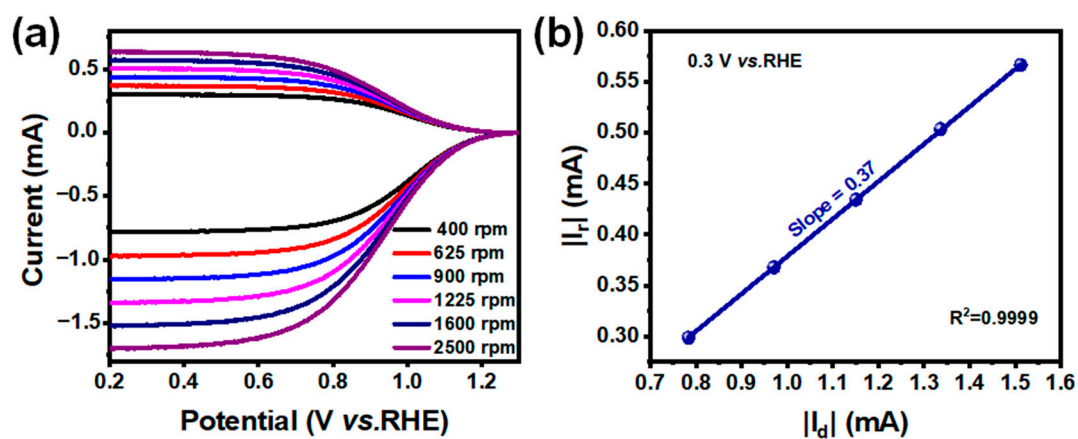 (a)
0.5
0.0
−0.5
−1.0
−1.5
Current (mA)
400 rpm
625 rpm
900 rpm
1225 rpm
1600 rpm
2500 rpm
0.2 0.4 0.6 0.8 1.0 1.2
Potential (V vs.RHE)
(b)
0.60
0.55
0.50
0.45
0.40
0.35
0.30
|Ir| (mA)
0.3 V vs.RHE
Slope = 0.37
R²=0.9999
0.7 0.8 0.9 1.0 1.1 1.2 1.3 1.4 1.5 1.6
|Id| (mA)